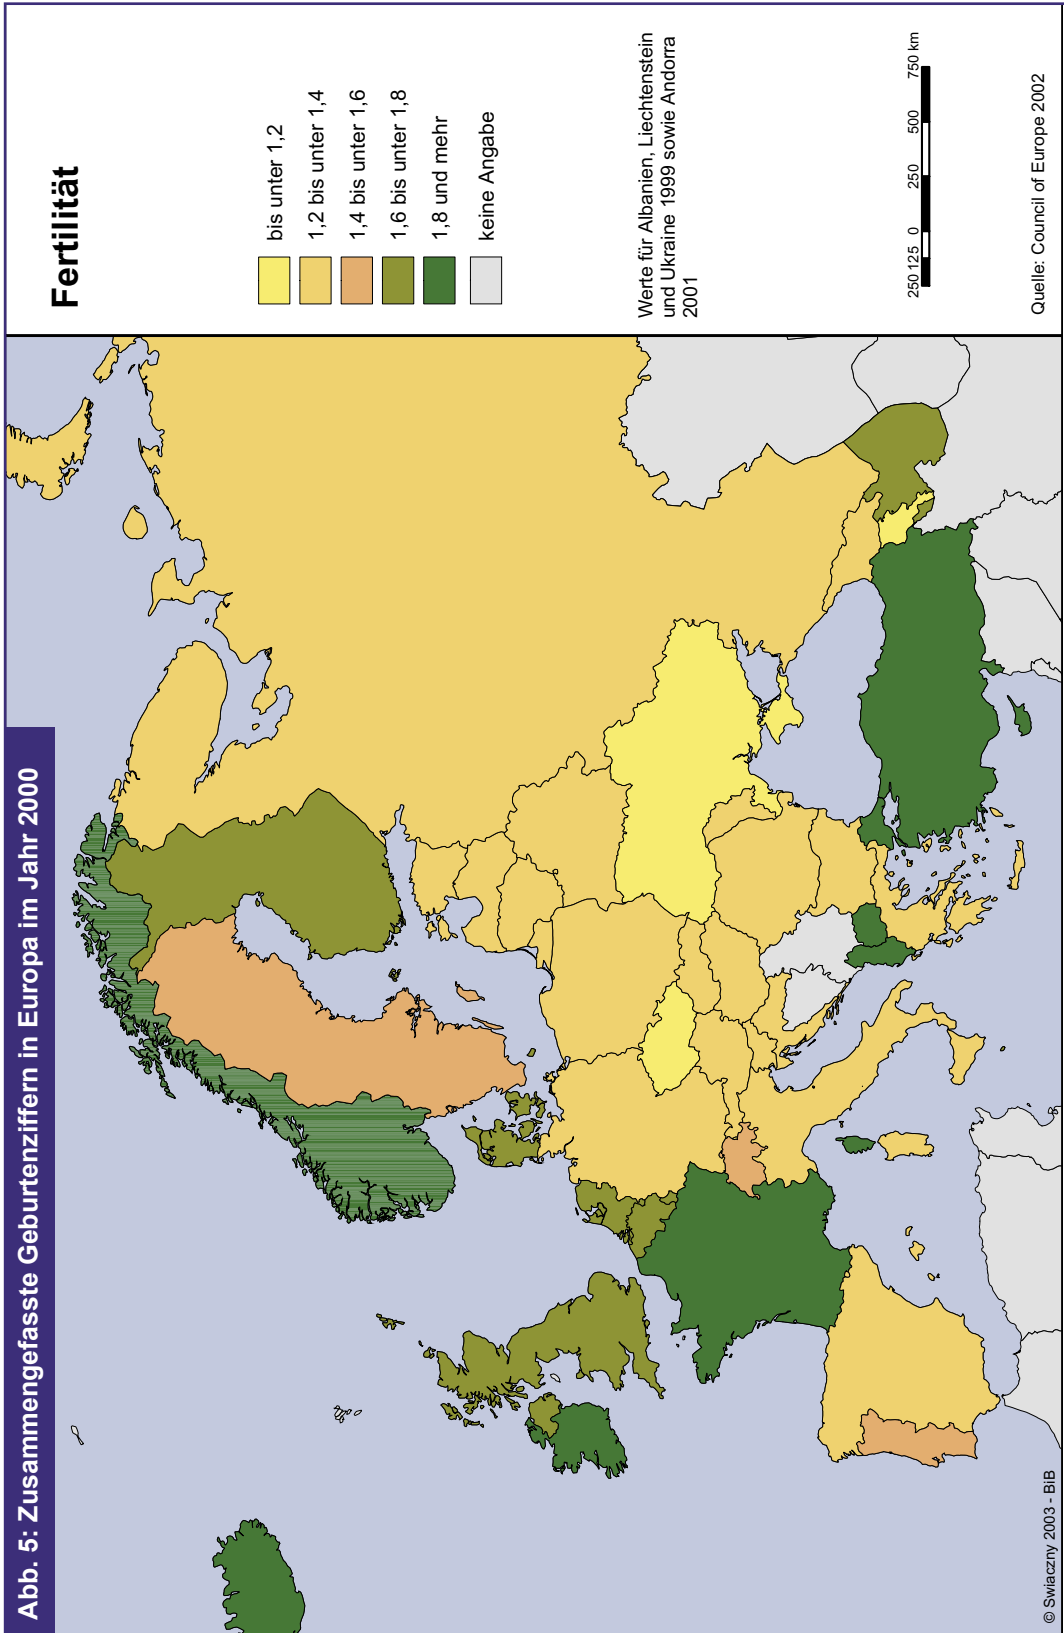 Abb. 5: Zusammengefasste Geburtenziffern in Europa im Jahr 2000
Fertilität
bis unter 1,2
1,2 bis unter 1,4
1,4 bis unter 1,6
1,6 bis unter 1,8
1,8 und mehr
keine Angabe
Werte für Albanien, Liechtenstein
und Ukraine 1999 sowie Andorra
2001
250 125 0 250 500 750 km
Quelle: Council of Europe 2002
© Swiaczny 2003 - BiB